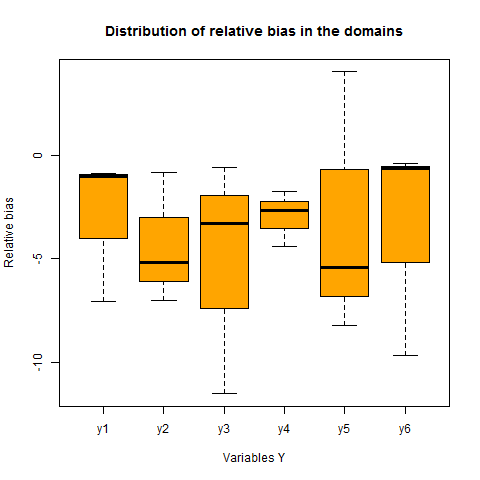 Distribution of relative bias in the domains
Relative bias
0
-5
-10
y1 y2 y3 y4 y5 y6
Variables Y